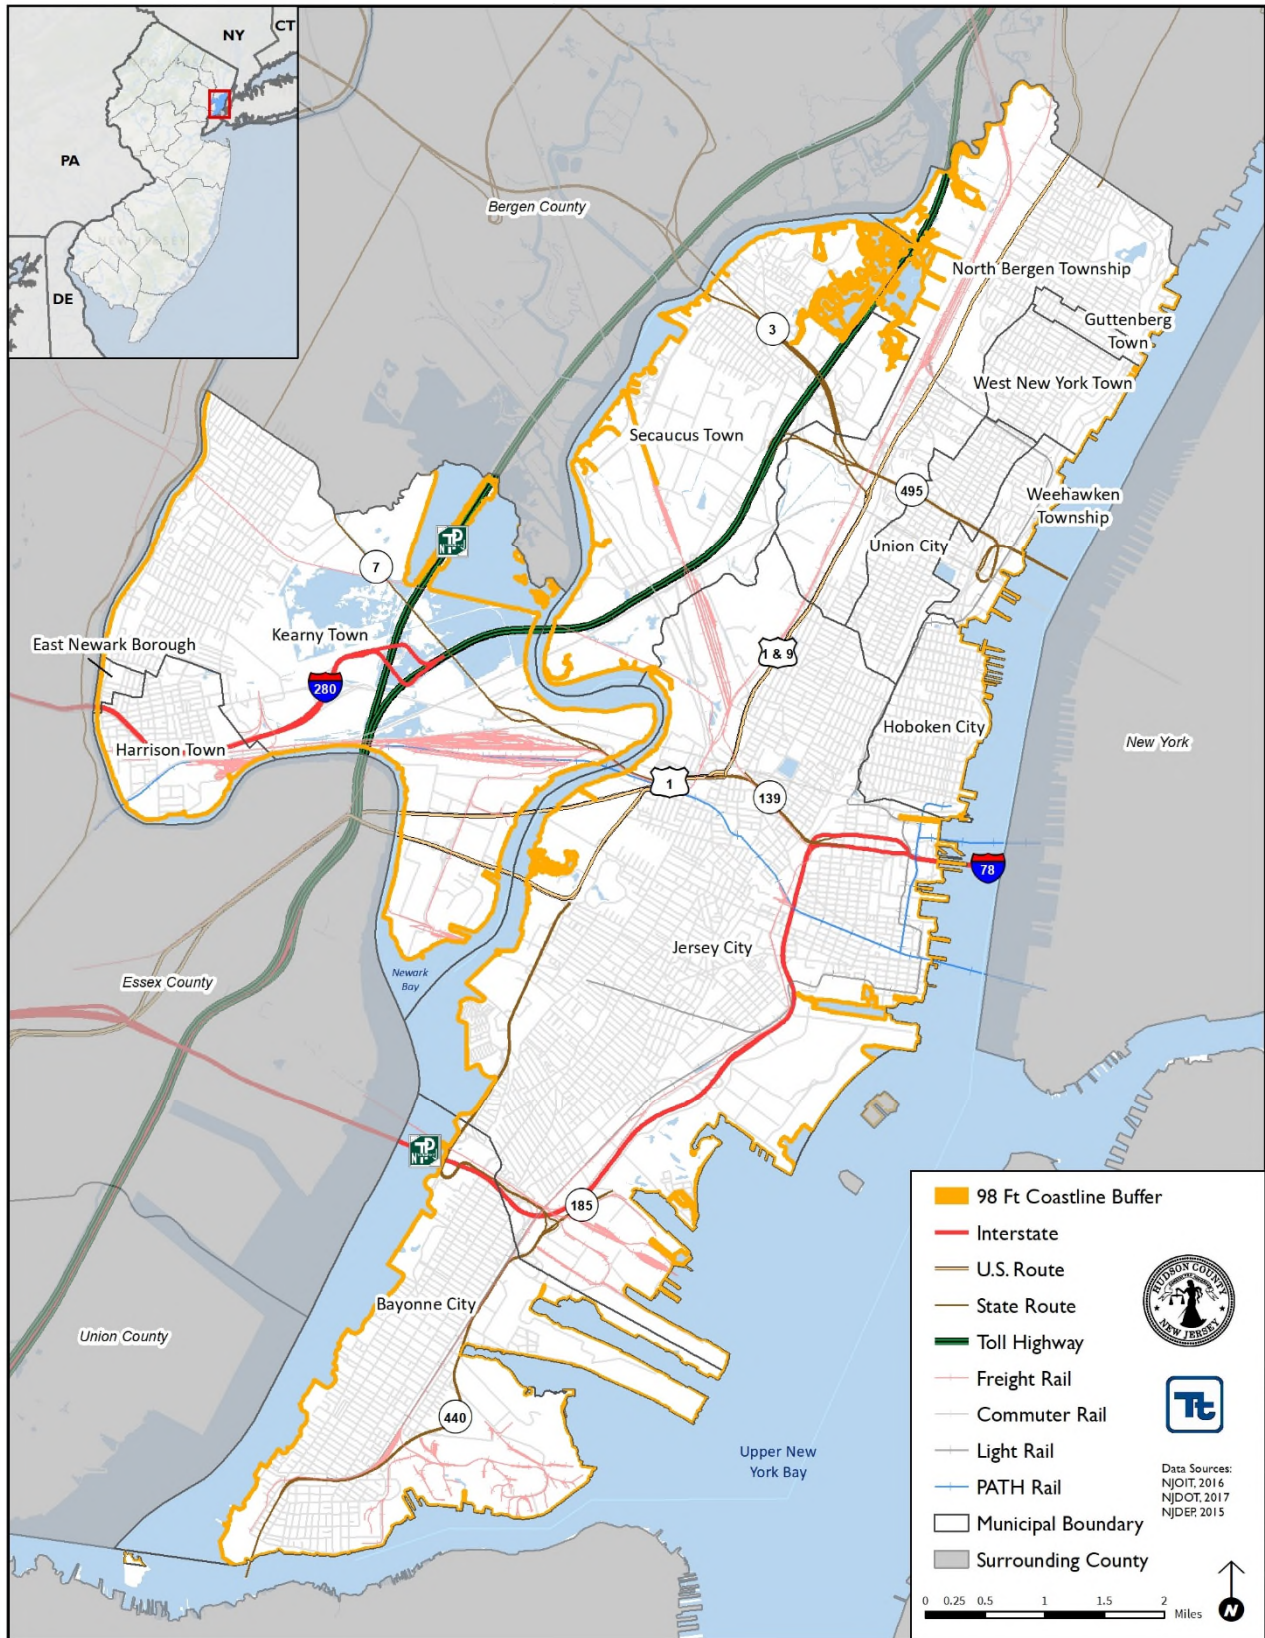 NY
CT
PA
DE
Bergen County
North Bergen Township
Guttenberg
Town
3
West New York Town
Secaucus Town
495
Weehawken
Township
Union City
7
East Newark Borough
Kearny Town
1 & 9
280
Hoboken City
Harrison Town
New York
1
139
78
Jersey City
Essex County
Newark
Bay
185
Bayonne City
Union County
440
Upper New
York Bay
98 Ft Coastline Buffer
Interstate
U.S. Route
State Route
Toll Highway
Freight Rail
Commuter Rail
Light Rail
PATH Rail
Municipal Boundary
Surrounding County
HUDSON COUNTY
NEW JERSEY
Tt
Data Sources:
NJOIT, 2016
NJDOT, 2017
NJDEP, 2015
0 0.25 0.5 1 1.5 2
Miles
N